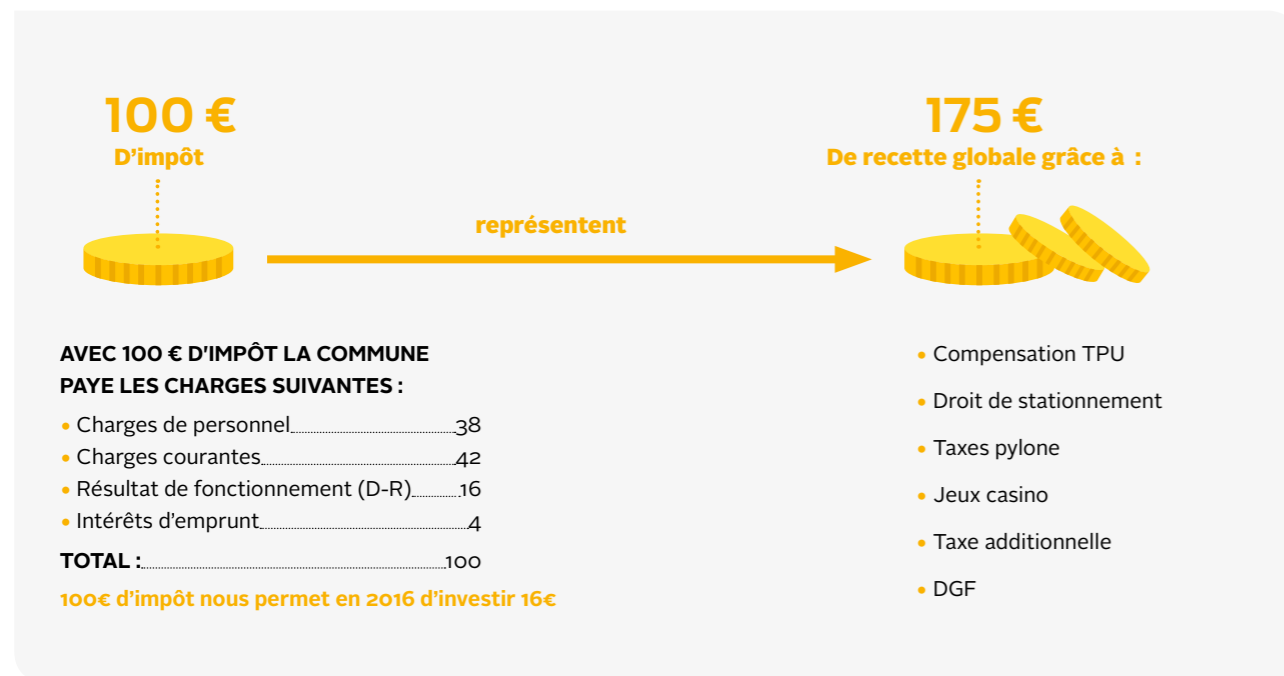 100 €
D'impôt
représentent
175 €
De recette globale grâce à :
AVEC 100 € D'IMPÔT LA COMMUNE
PAYE LES CHARGES SUIVANTES :
• Charges de personnel 38
• Charges courantes 42
• Résultat de fonctionnement (D-R) 16
• Intérêts d'emprunt 4
TOTAL : 100
100€ d'impôt nous permet en 2016 d'investir 16€
• Compensation TPU
• Droit de stationnement
• Taxes pylone
• Jeux casino
• Taxe additionnelle
• DGF